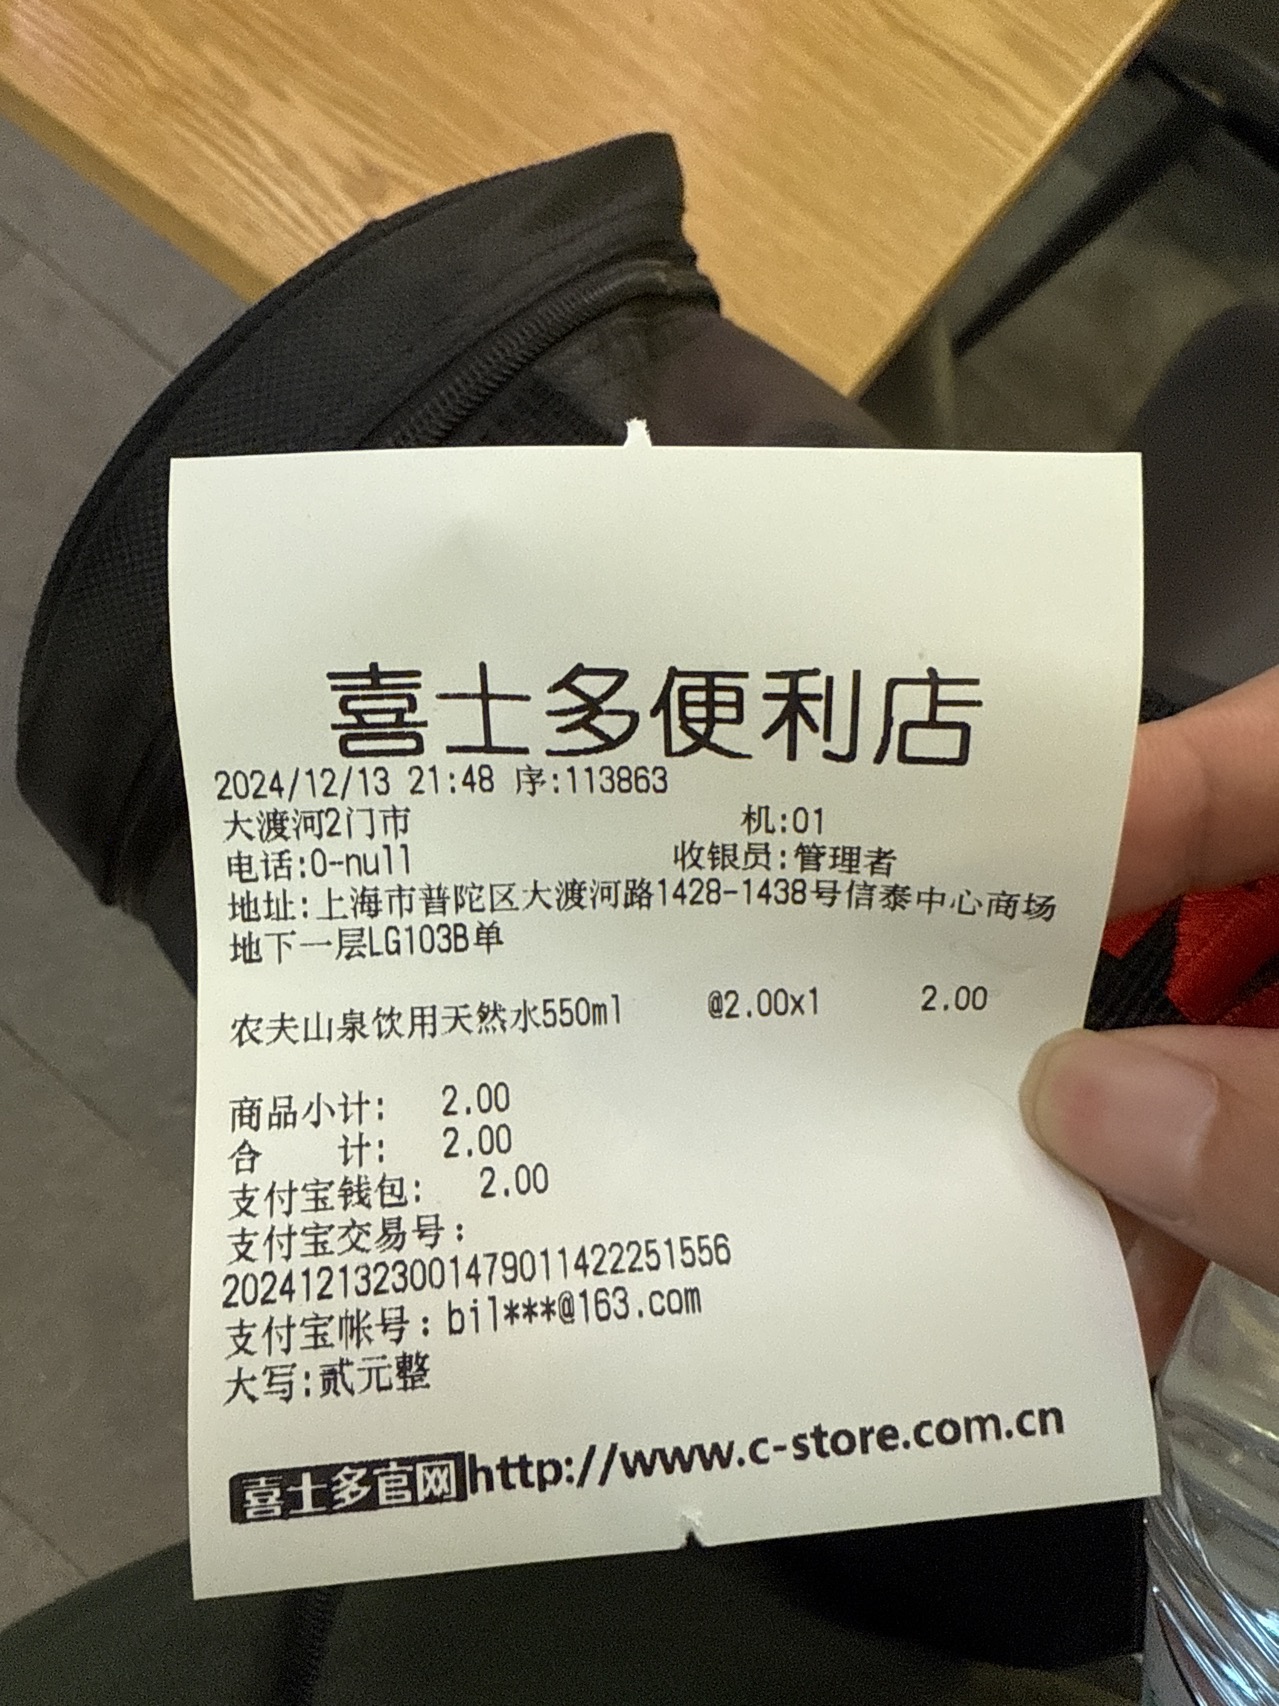 喜士多便利店
2024/12/13 21:48 序:113863
大渡河2门市 机:01
电话:0-null 收银员:管理者
地址:上海市普陀区大渡河路1428-1438号信泰中心商场
地下一层LG103B单
农夫山泉饮用天然水550ml @2.00x1 2.00
商品小计: 2.00
合 计: 2.00
支付宝钱包: 2.00
支付宝交易号:
2024121323001479011422251556
支付宝帐号:bil***@163.com
大写:贰元整
喜士多官网http://www.c-store.com.cn